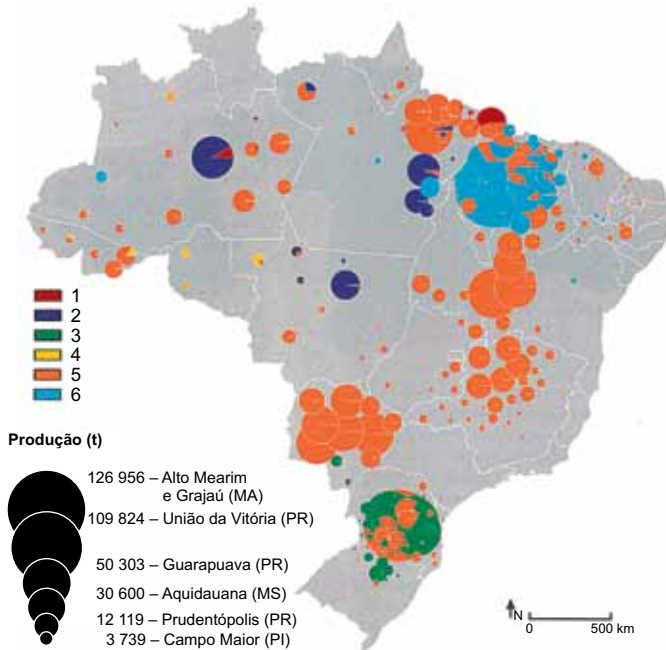 1
2
3
4
5
6
Produção (t)
126 956 – Alto Mearim
e Grajaú (MA)
109 824 – União da Vitória (PR)
50 303 – Guarapuava (PR)
30 600 – Aquidauana (MS)
12 119 – Prudentópolis (PR)
3 739 – Campo Maior (PI)
N
0 500 km